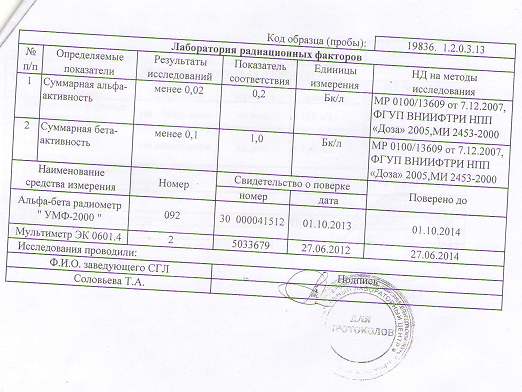 Код образца (пробы): 19836. 1.2.0.3.13
Лаборатория радиационных факторов
№ п/п Определяемые показатели Результаты исследований Показатель соответствия Единицы измерения НД на методы исследования
1 Суммарная альфа-активность менее 0,02 0,2 Бк/л МР 0100/13609 от 7.12.2007, ФГУП ВНИИФТРИ НПП «Доза» 2005,МИ 2453-2000
2 Суммарная бета-активность менее 0,1 1,0 Бк/л МР 0100/13609 от 7.12.2007, ФГУП ВНИИФТРИ НПП «Доза» 2005,МИ 2453-2000
Наименование средства измерения Номер Свидетельство о поверке Поверено до
номер дата
Альфа-бета радиометр " УМФ-2000 " 092 30 000041512 01.10.2013 01.10.2014
Мультиметр ЭК 0601.4 2 5033679 27.06.2012 27.06.2014
Исследования проводили:
Ф.И.О. заведующего СГЛ Подпись
Соловьева Т.А.
ДЛЯ
ПРОТОКОЛОВ